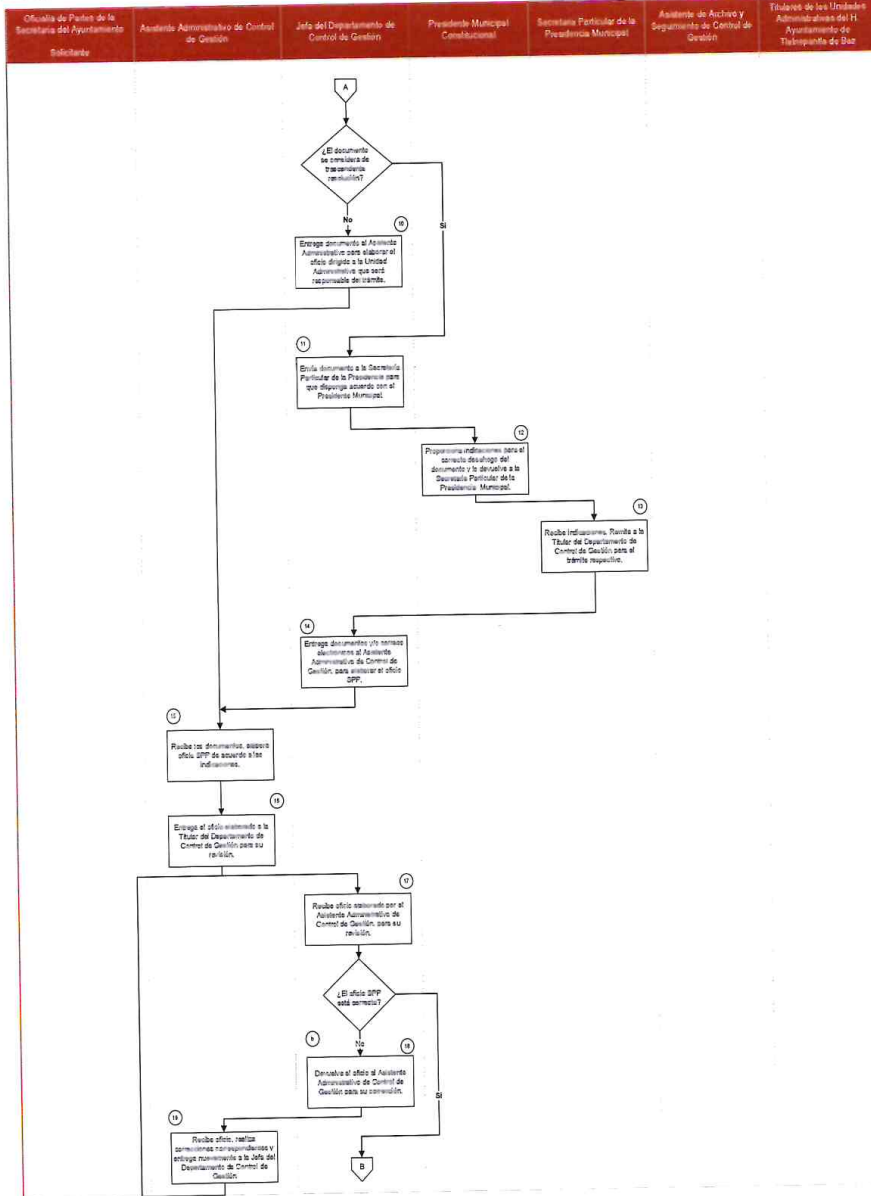 Oficialía de Partes de la
Secretaría del Ayuntamiento
Solicitante
Asistente Administrativo de Control
de Gestión
Jefa del Departamento de
Control de Gestión
Presidente Municipal
Constitucional
Secretaria Particular de la
Presidencia Municipal
Asistente de Archivo y
Seguimiento de Control de
Gestión
Titulares de las Unidades
Administrativas del H.
Ayuntamiento de
Tlalnepantla de Baz
A
¿El documento
se considera de
trascendente
resolución?
No
Si
10
Entrega documento al Asistente
Administrativo para elaborar el
oficio dirigido a la Unidad
Administrativa que será
responsable del trámite.
11
Envía documento a la Secretaría
Particular de la Presidencia para
que disponga acuerdo con el
Presidente Municipal.
12
Proporciona indicaciones para el
correcto desahogo del
documento y lo devuelve a la
Secretaría Particular de la
Presidencia Municipal.
13
Recibe indicaciones. Remite a la
Titular del Departamento de
Control de Gestión para el
trámite respectivo.
14
Entrega documentos y/o correos
electrónicos al Asistente
Administrativo de Control de
Gestión, para elaborar el oficio
SPP.
15
Recibe los documentos, elabora
oficio SPP de acuerdo a las
indicaciones.
16
Entrega el oficio elaborado a la
Titular del Departamento de
Control de Gestión para su
revisión.
17
Recibe oficio elaborado por el
Asistente Administrativo de
Control de Gestión, para su
revisión.
¿El oficio SPP
está correcto?
No
Si
18
Devuelve el oficio al Asistente
Administrativo de Control de
Gestión para su corrección.
19
Recibe oficio, realiza
correcciones correspondientes y
entrega nuevamente a la Jefa del
Departamento de Control de
Gestión.
B